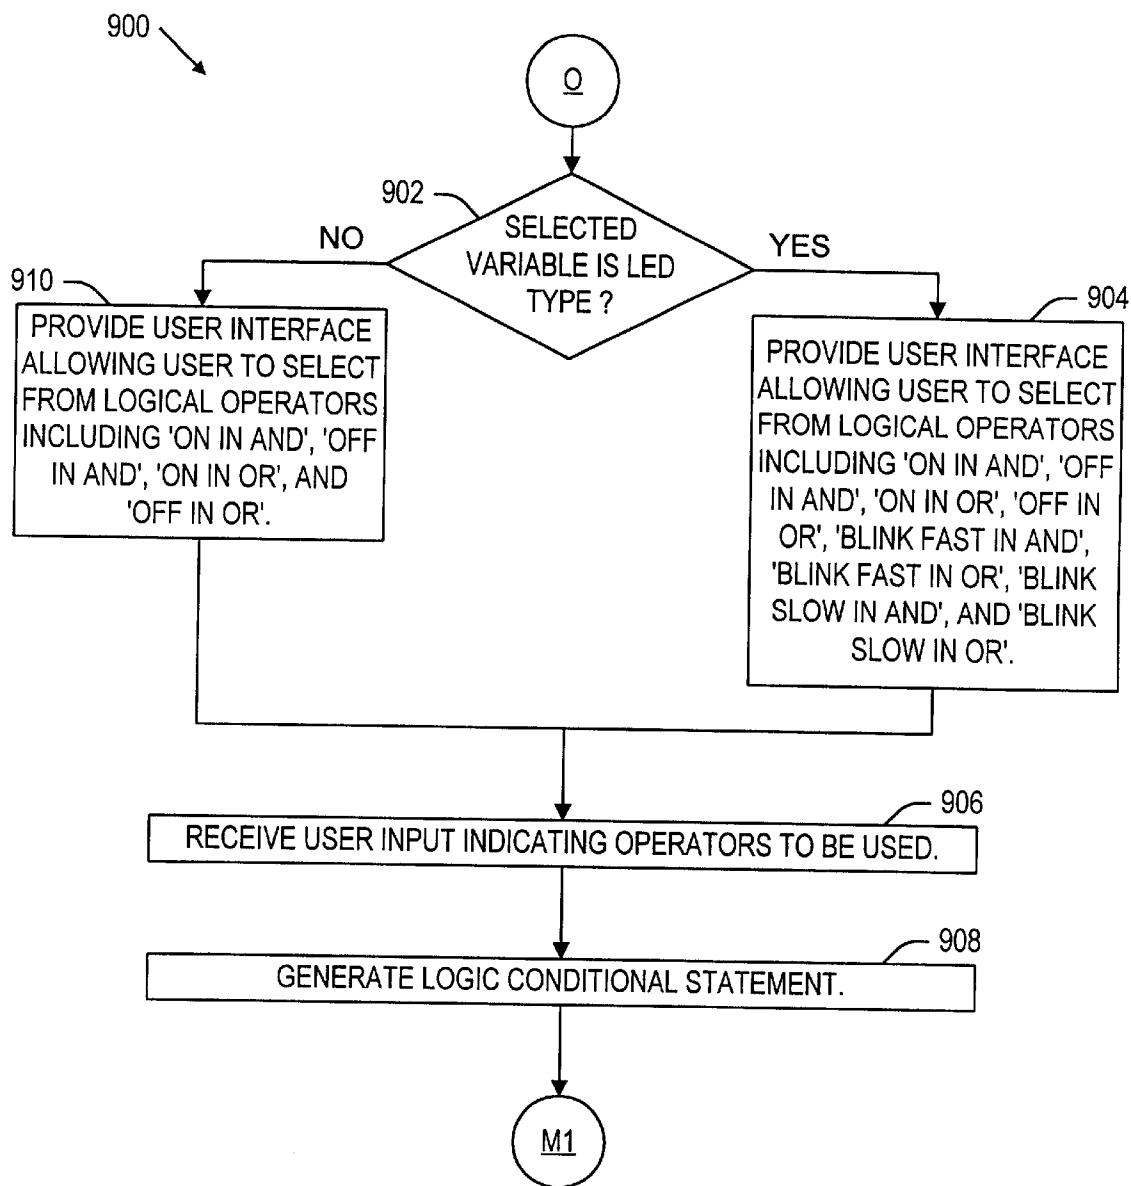 900
O
902
SELECTED
VARIABLE IS LED
TYPE ?
NO
YES
910
PROVIDE USER INTERFACE
ALLOWING USER TO SELECT
FROM LOGICAL OPERATORS
INCLUDING 'ON IN AND', 'OFF
IN AND', 'ON IN OR', AND
'OFF IN OR'.
904
PROVIDE USER INTERFACE
ALLOWING USER TO SELECT
FROM LOGICAL OPERATORS
INCLUDING 'ON IN AND', 'OFF
IN AND', 'ON IN OR', 'OFF IN
OR', 'BLINK FAST IN AND',
'BLINK FAST IN OR', 'BLINK
SLOW IN AND', AND 'BLINK
SLOW IN OR'.
906
RECEIVE USER INPUT INDICATING OPERATORS TO BE USED.
908
GENERATE LOGIC CONDITIONAL STATEMENT.
M1